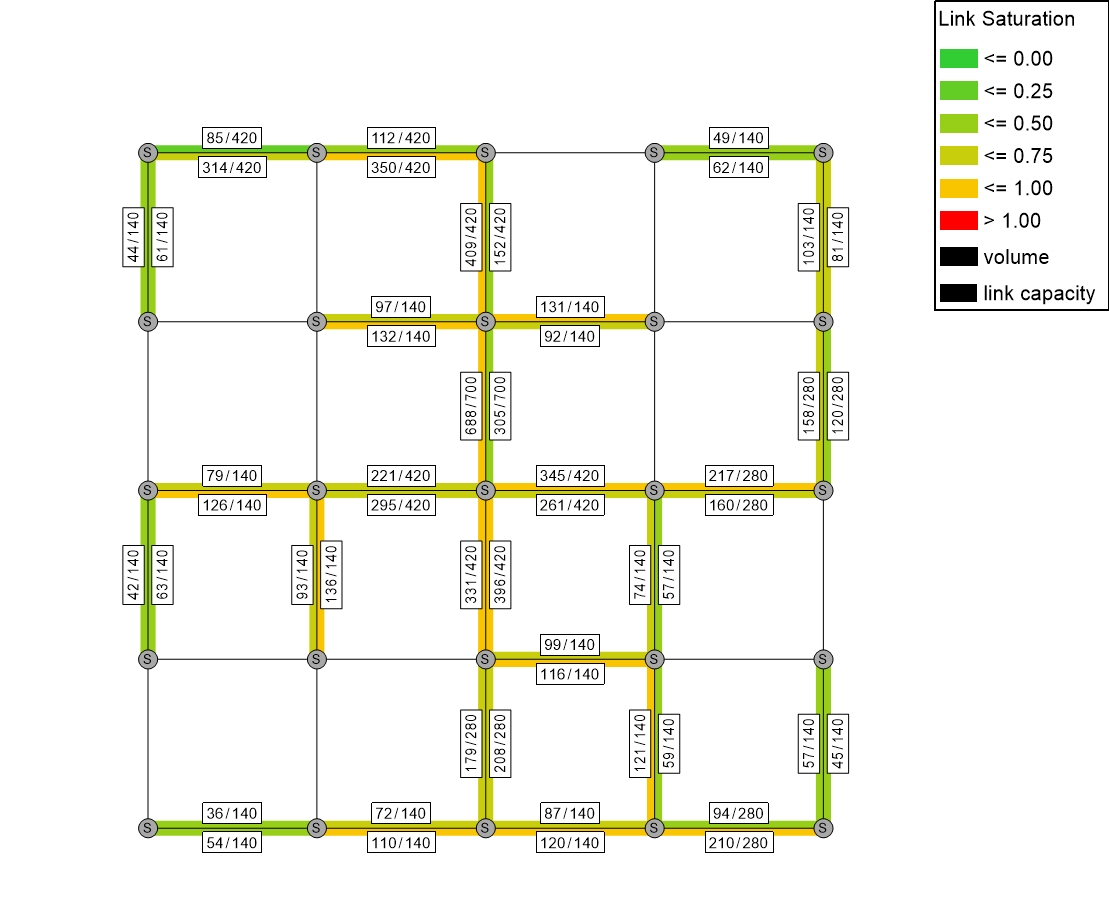 Link Saturation
<= 0.00
<= 0.25
<= 0.50
<= 0.75
<= 1.00
> 1.00
volume
link capacity
85/420
112/420
49/140
S
S
S
S
S
314/420
350/420
62/140
44/140
61/140
409/420
152/420
103/140
81/140
97/140
131/140
S
S
S
S
S
132/140
92/140
688/700
305/700
158/280
120/280
79/140
221/420
345/420
217/280
S
S
S
S
S
126/140
295/420
261/420
160/280
42/140
63/140
93/140
136/140
331/420
396/420
74/140
57/140
99/140
S
S
S
S
S
116/140
179/280
208/280
121/140
59/140
57/140
45/140
36/140
72/140
87/140
94/280
S
S
S
S
S
54/140
110/140
120/140
210/280